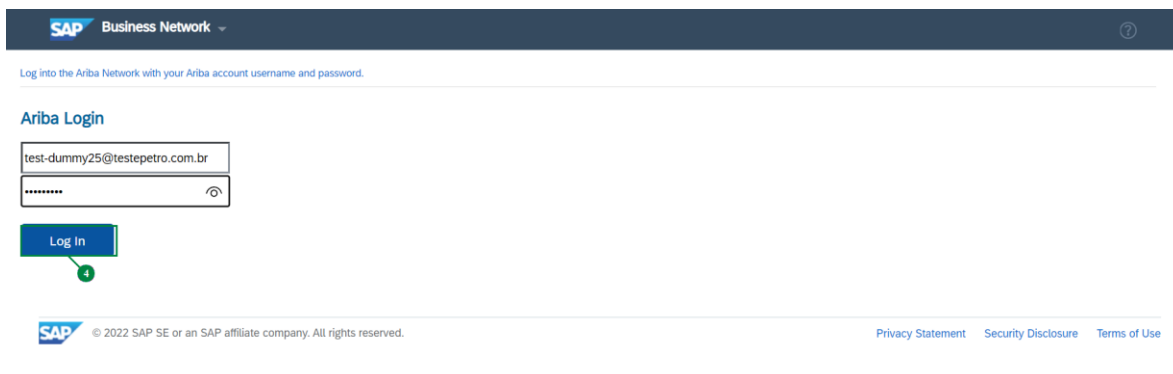 SAP Business Network
Log into the Ariba Network with your Ariba account username and password.
Ariba Login
test-dummy25@testepetro.com.br
•••••••••
Log In
4
SAP © 2022 SAP SE or an SAP affiliate company. All rights reserved. Privacy Statement Security Disclosure Terms of Use